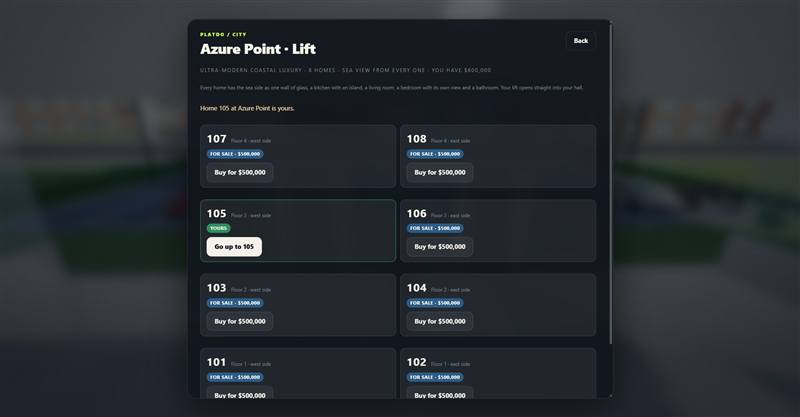 PLATDO / CITY
Azure Point · Lift
Back
ULTRA-MODERN COASTAL LUXURY · 8 HOMES · SEA VIEW FROM EVERY ONE · YOU HAVE $600,000
Every home has the sea side as one wall of glass, a kitchen with an island, a living room, a bedroom with its own view and a bathroom. Your lift opens straight into your hall.
Home 105 at Azure Point is yours.
107 Floor 4 · east side
FOR SALE · $500,000
Buy for $500,000
108 Floor 4 · west side
FOR SALE · $500,000
Buy for $500,000
105 Floor 3 · east side
YOURS
Go up to 105
106 Floor 3 · west side
FOR SALE · $500,000
Buy for $500,000
103 Floor 2 · east side
FOR SALE · $500,000
Buy for $500,000
104 Floor 2 · west side
FOR SALE · $500,000
Buy for $500,000
101 Floor 1 · east side
FOR SALE · $500,000
Buy for $500,000
102 Floor 1 · west side
FOR SALE · $500,000
Buy for $500,000